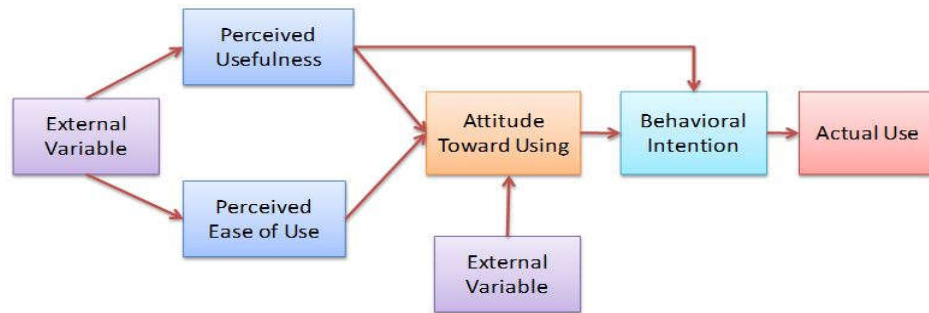 Perceived
Usefulness
External
Variable
Attitude
Toward Using
Behavioral
Intention
Actual Use
Perceived
Ease of Use
External
Variable